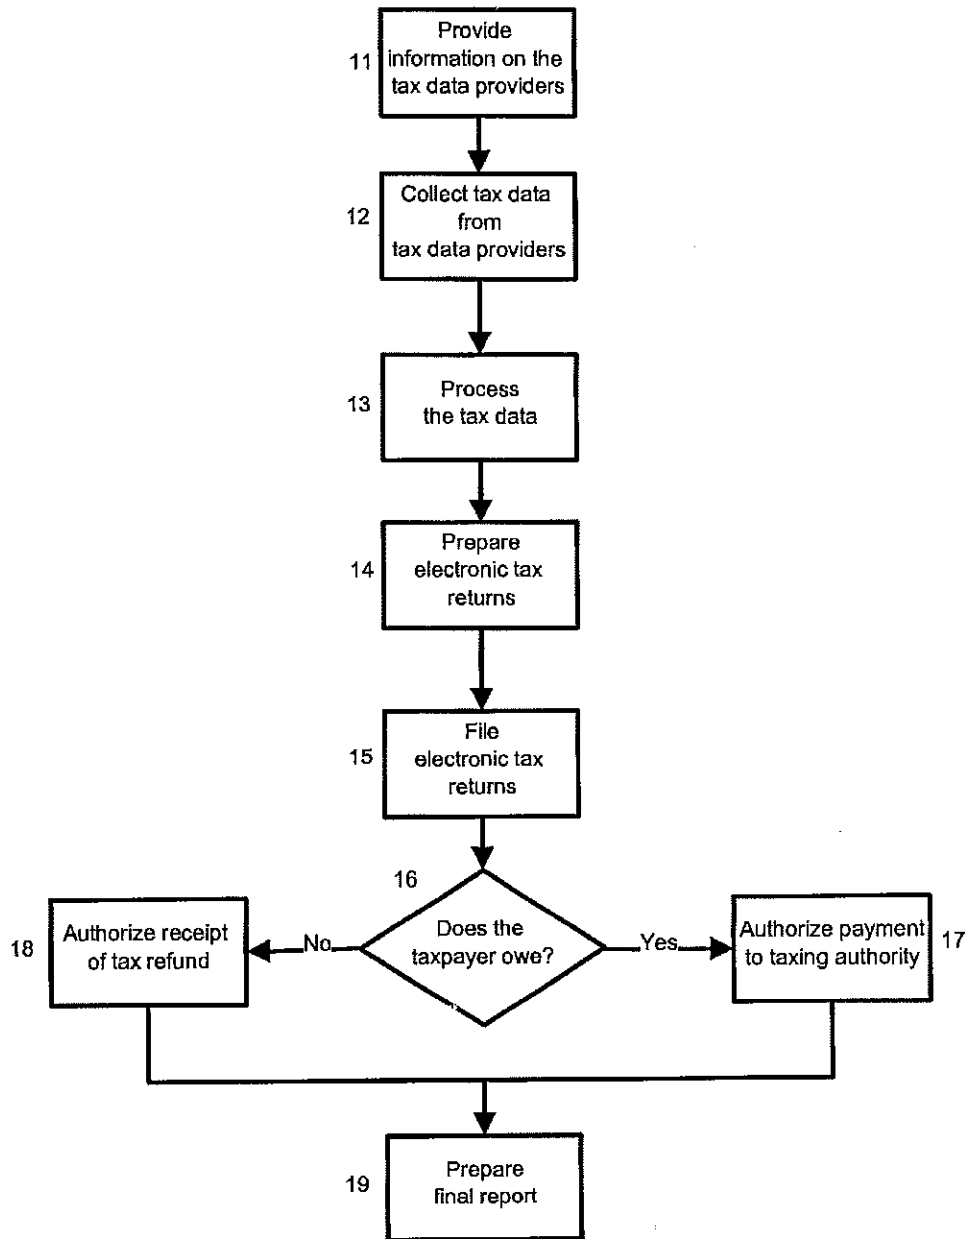 Provide
information on the
tax data providers
11
Collect tax data
from
tax data providers
12
Process
the tax data
13
Prepare
electronic tax
returns
14
File
electronic tax
returns
15
16
Does the
taxpayer owe?
No
Yes
Authorize receipt
of tax refund
18
Authorize payment
to taxing authority
17
Prepare
final report
19